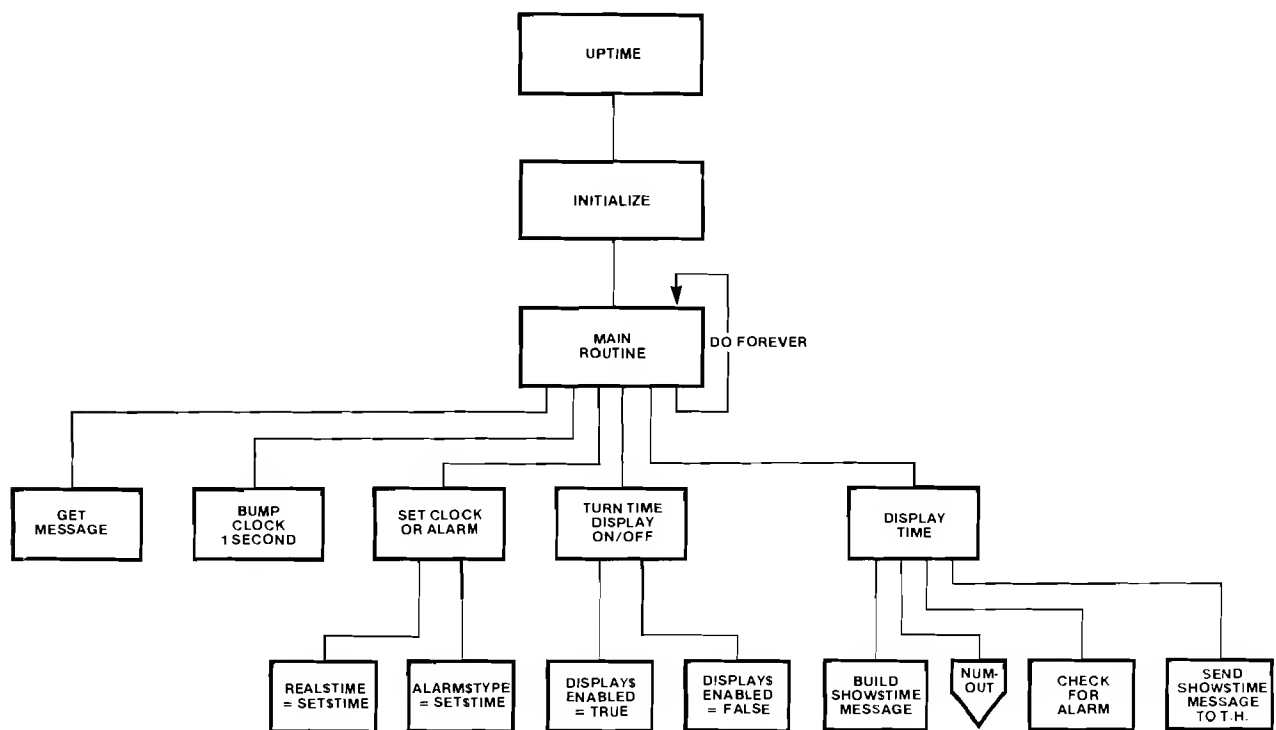 UPTIME
INITIALIZE
MAIN
ROUTINE
DO FOREVER
GET
MESSAGE
BUMP
CLOCK
1 SECOND
SET CLOCK
OR ALARM
TURN TIME
DISPLAY
ON/OFF
DISPLAY
TIME
REAL$TIME
= SET$TIME
ALARM$TYPE
= SET$TIME
DISPLAY$
ENABLED
= TRUE
DISPLAY$
ENABLED
= FALSE
BUILD
SHOW$TIME
MESSAGE
NUM-
OUT
CHECK
FOR
ALARM
SEND
SHOW$TIME
MESSAGE
TO T.H.